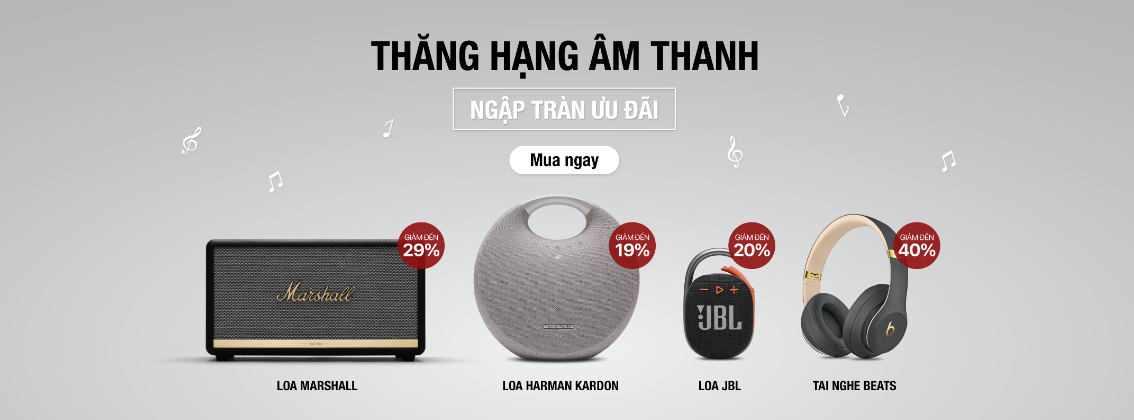 THĂNG HẠNG ÂM THANH
NGẬP TRÀN ƯU ĐÃI
Mua ngay
GIẢM ĐẾN
29%
GIẢM ĐẾN
19%
GIẢM ĐẾN
20%
GIẢM ĐẾN
40%
Marshall
JBL
b
LOA MARSHALL
LOA HARMAN KARDON
LOA JBL
TAI NGHE BEATS